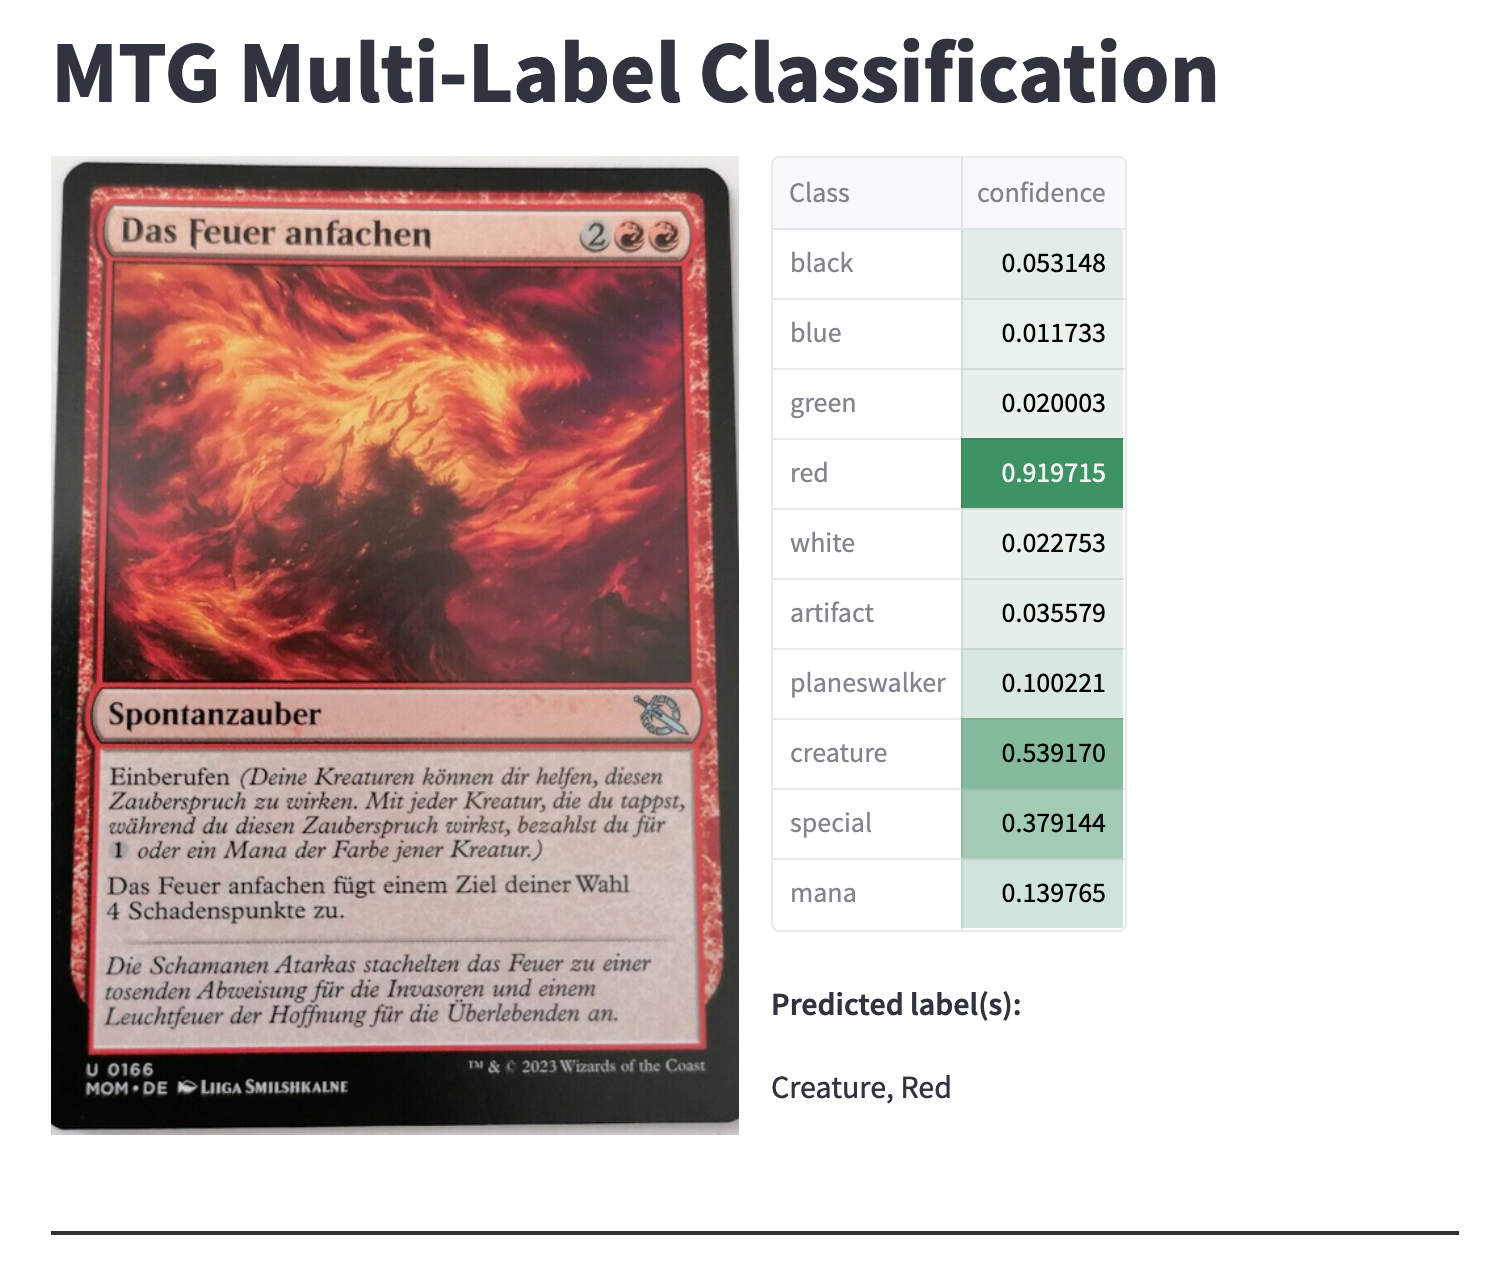 MTG Multi-Label Classification
Das Feuer anfachen 2
Spontanzauber
Einberufen (Deine Kreaturen können dir helfen, diesen
Zauberspruch zu wirken. Mit jeder Kreatur, die du tappst,
während du diesen Zauberspruch wirkst, bezahlst du für
1 oder ein Mana der Farbe jener Kreatur.)
Das Feuer anfachen fügt einem Ziel deiner Wahl
4 Schadenspunkte zu.
Die Schamanen Atarkas stachelten das Feuer zu einer
tosenden Abweisung für die Invasoren und einem
Leuchtfeuer der Hoffnung für die Überlebenden an.
U 0166
MOM • DE LIIGA SMILSHKALNE
™ & © 2023 Wizards of the Coast
Class confidence
black 0.053148
blue 0.011733
green 0.020003
red 0.919715
white 0.022753
artifact 0.035579
planeswalker 0.100221
creature 0.539170
special 0.379144
mana 0.139765
Predicted label(s):
Creature, Red